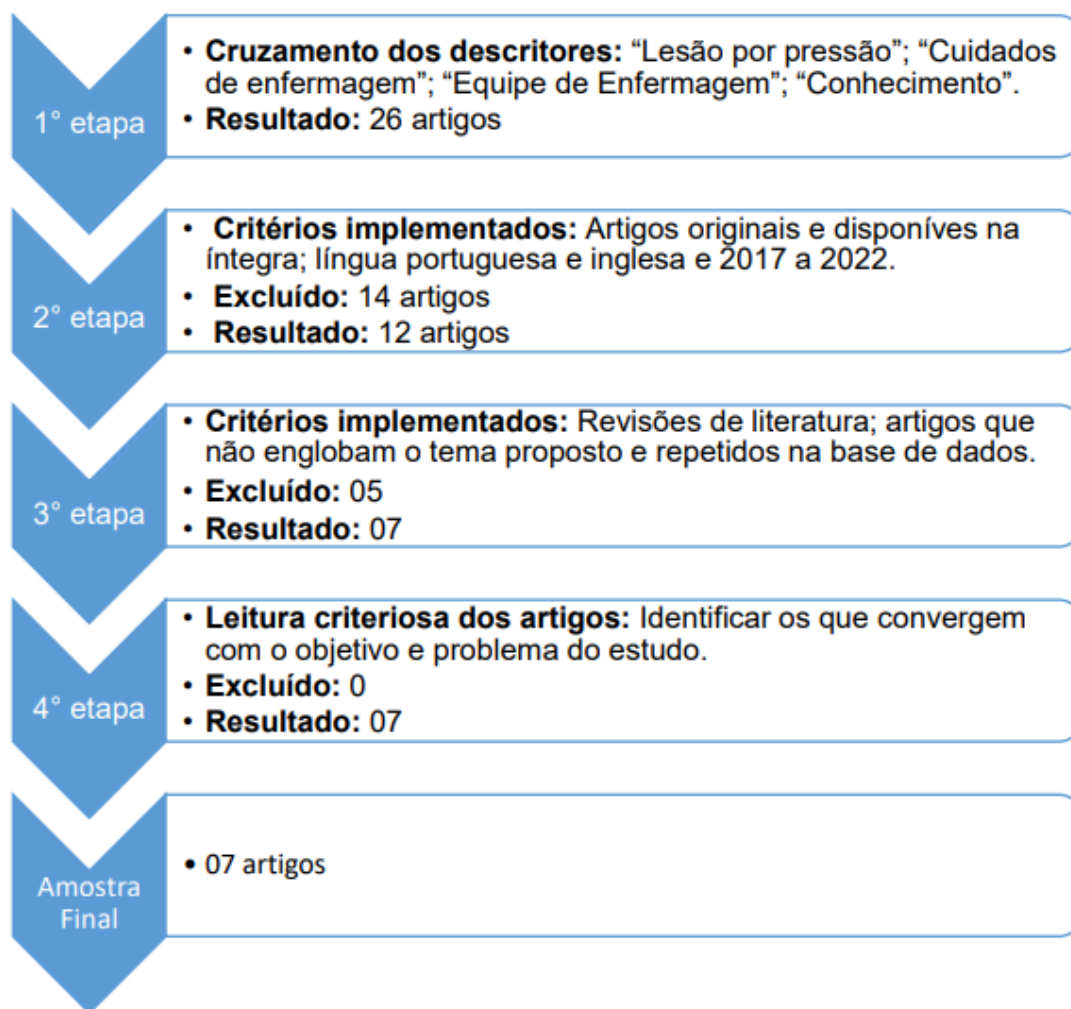 1° etapa
• Cruzamento dos descritores: “Lesão por pressão”; “Cuidados
de enfermagem”; “Equipe de Enfermagem”; “Conhecimento”.
• Resultado: 26 artigos
2° etapa
• Critérios implementados: Artigos originais e disponíves na
íntegra; língua portuguesa e inglesa e 2017 a 2022.
• Excluído: 14 artigos
• Resultado: 12 artigos
3° etapa
• Critérios implementados: Revisões de literatura; artigos que
não englobam o tema proposto e repetidos na base de dados.
• Excluído: 05
• Resultado: 07
4° etapa
• Leitura criteriosa dos artigos: Identificar os que convergem
com o objetivo e problema do estudo.
• Excluído: 0
• Resultado: 07
Amostra
Final
• 07 artigos